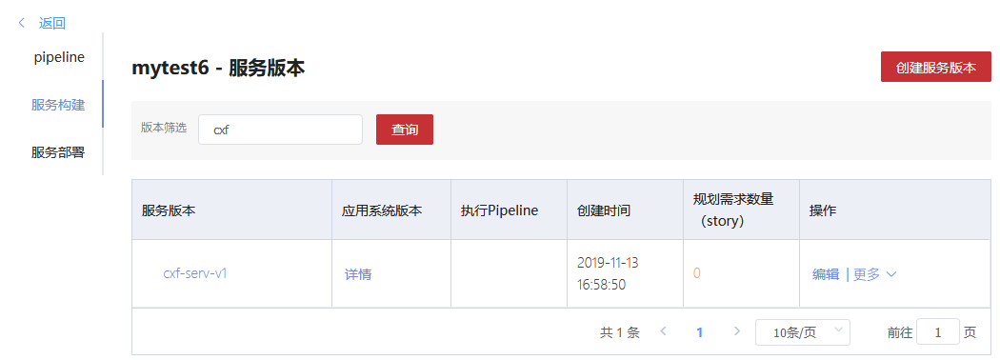 返回
pipeline
服务构建
服务部署
mytest6 - 服务版本
创建服务版本
版本筛选 cxf 查询
服务版本 应用系统版本 执行Pipeline 创建时间 规划需求数量（story） 操作
cxf-serv-v1 详情 2019-11-13 16:58:50 0 编辑 | 更多
共 1 条 1 10条/页 前往 1 页